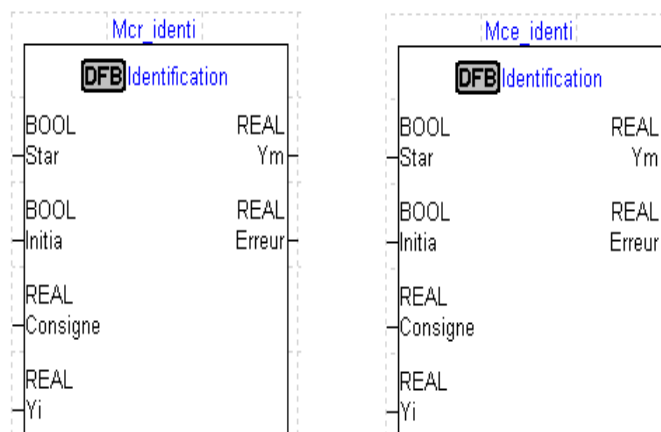 Mcr_identi
DFB Identification
BOOL REAL
Star Ym
BOOL REAL
Initia Erreur
REAL
Consigne
REAL
Yi
Mce_identi
DFB Identification
BOOL REAL
Star Ym
BOOL REAL
Initia Erreur
REAL
Consigne
REAL
Yi